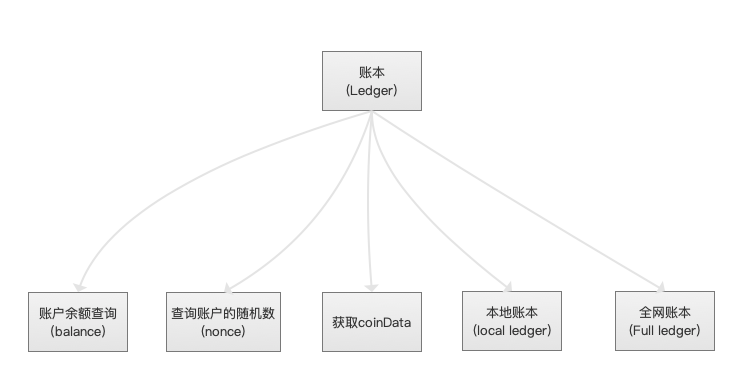 账本
(Ledger)
账户余额查询
(balance)
查询账户的随机数
(nonce)
获取coinData
本地账本
(local ledger)
全网账本
(Full ledger)